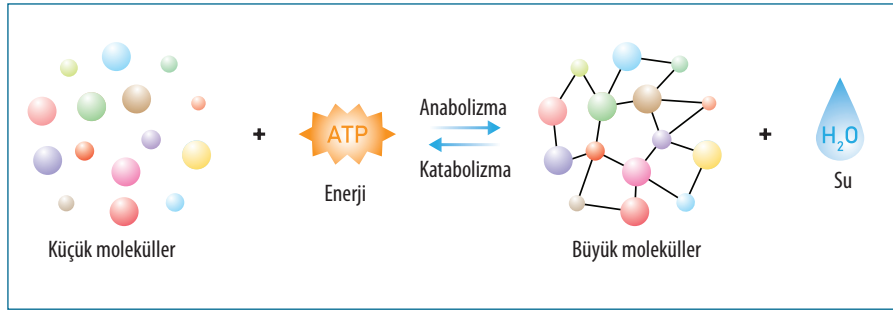 Küçük moleküller
+
ATP
Enerji
Anabolizma
Katabolizma
Büyük moleküller
+
H₂O
Su